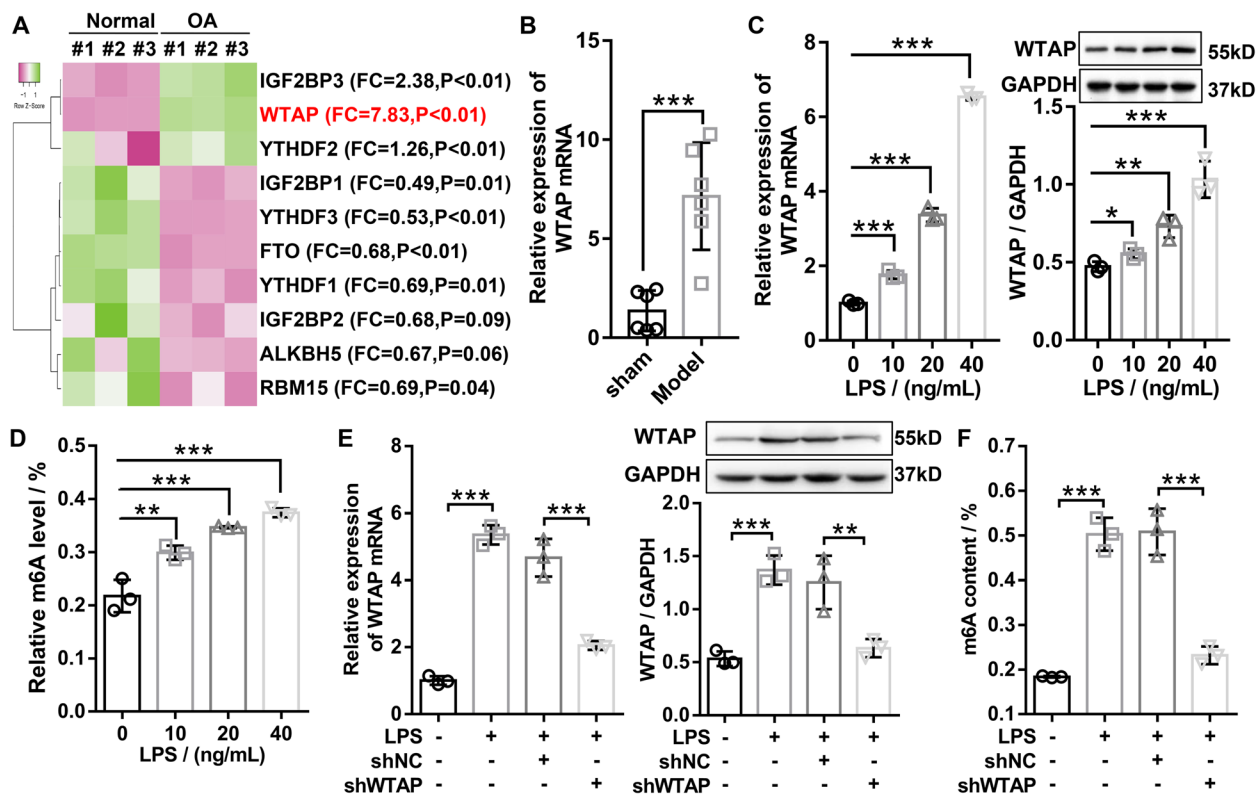 A
Normal OA
#1 #2 #3 #1 #2 #3
-1 1
Row Z-Score
IGF2BP3 (FC=2.38,P<0.01)
WTAP (FC=7.83,P<0.01)
YTHDF2 (FC=1.26,P<0.01)
IGF2BP1 (FC=0.49,P=0.01)
YTHDF3 (FC=0.53,P<0.01)
FTO (FC=0.68,P<0.01)
YTHDF1 (FC=0.69,P=0.01)
IGF2BP2 (FC=0.68,P=0.09)
ALKBH5 (FC=0.67,P=0.06)
RBM15 (FC=0.69,P=0.04)
B
Relative expression of
WTAP mRNA
15
10
5
0
***
sham
Model
C
Relative expression of
WTAP mRNA
8
6
4
2
0
***
***
***
0 10 20 40
LPS / (ng/mL)
WTAP 55kD
GAPDH 37kD
WTAP / GAPDH
1.5
1.0
0.5
0.0
***
**
*
0 10 20 40
LPS / (ng/mL)
D
Relative m6A level / %
0.5
0.4
0.3
0.2
0.1
0.0
***
***
**
0 10 20 40
LPS / (ng/mL)
E
Relative expression
of WTAP mRNA
8
6
4
2
0
***
***
LPS - + + +
shNC - - + -
shWTAP - - - +
WTAP 55kD
GAPDH 37kD
WTAP / GAPDH
2.0
1.5
1.0
0.5
0.0
***
**
LPS - + + +
shNC - - + -
shWTAP - - - +
F
m6A content / %
0.6
0.5
0.4
0.3
0.2
0.1
***
***
LPS - + + +
shNC - - + -
shWTAP - - - +